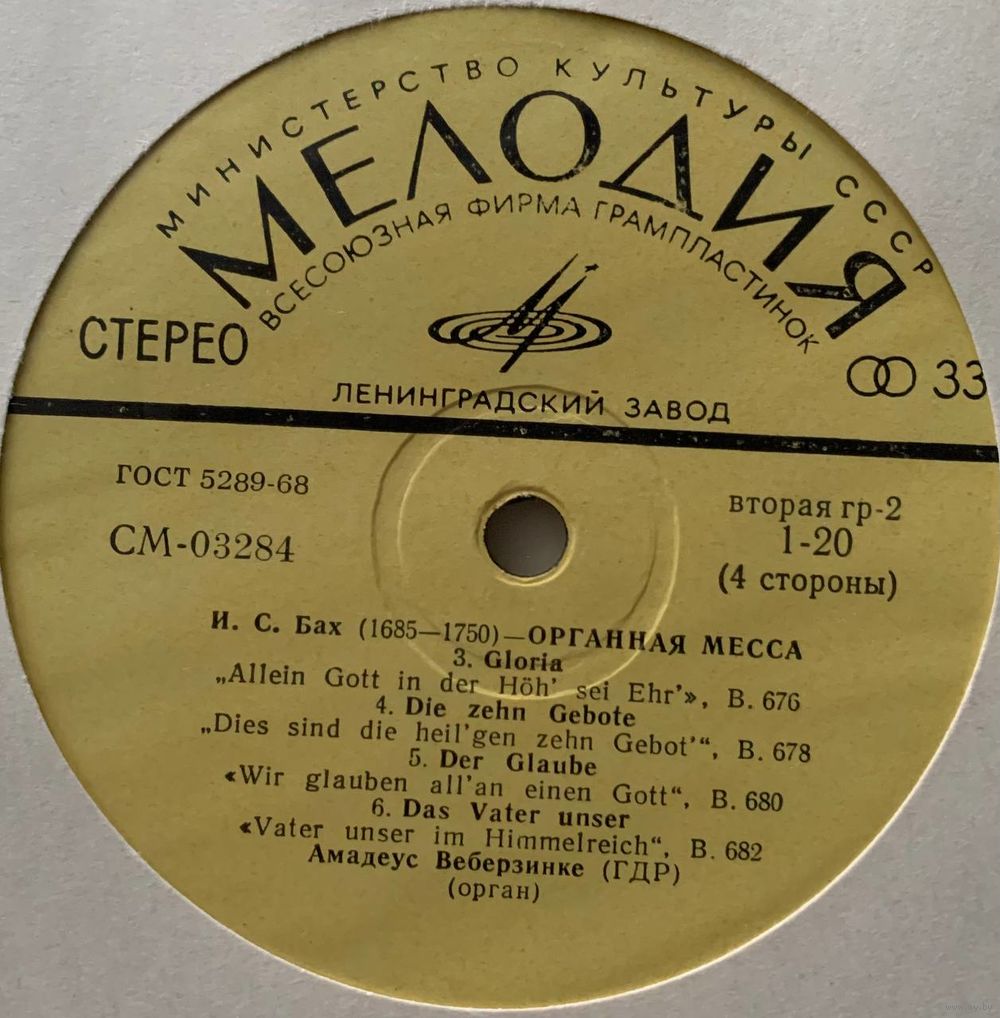 МИНИСТЕРСТВО КУЛЬТУРЫ СССР
МЕЛОДИЯ
ВСЕСОЮЗНАЯ ФИРМА ГРАМПЛАСТИНОК
СТЕРЕО
33
ЛЕНИНГРАДСКИЙ ЗАВОД
ГОСТ 5289-68
СМ-03284
вторая гр-2
1-20
(4 стороны)
И. С. Бах (1685—1750)—ОРГАННАЯ МЕССА
3. Gloria
„Allein Gott in der Höh' sei Ehr'», B. 676
4. Die zehn Gebote
„Dies sind die heil'gen zehn Gebot'“, B. 678
5. Der Glaube
«Wir glauben all'an einen Gott“, B. 680
6. Das Vater unser
«Vater unser im Himmelreich“, B. 682
Амадеус Веберзинке (ГДР)
(орган)